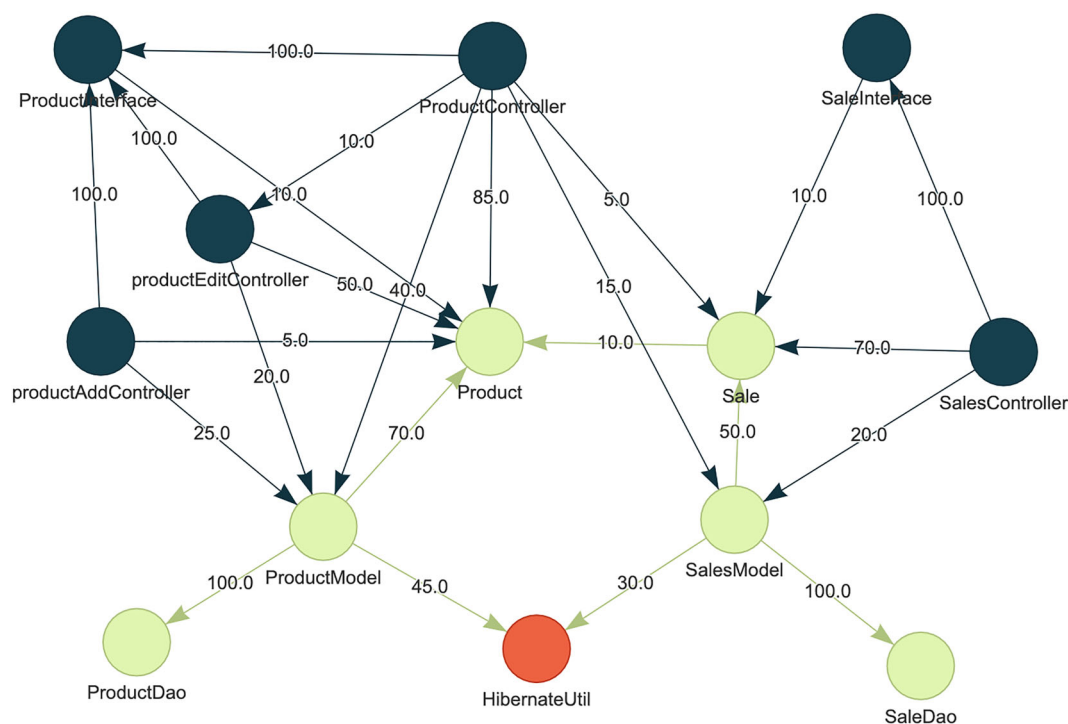 100.0
ProductInterface
ProductController
SaleInterface
100.0
10.0
100.0
10.0
85.0
5.0
10.0
100.0
productEditController
50.0
40.0
15.0
5.0
10.0
70.0
productAddController
20.0
Product
Sale
SalesController
25.0
70.0
50.0
20.0
ProductModel
SalesModel
100.0
45.0
30.0
100.0
ProductDao
HibernateUtil
SaleDao